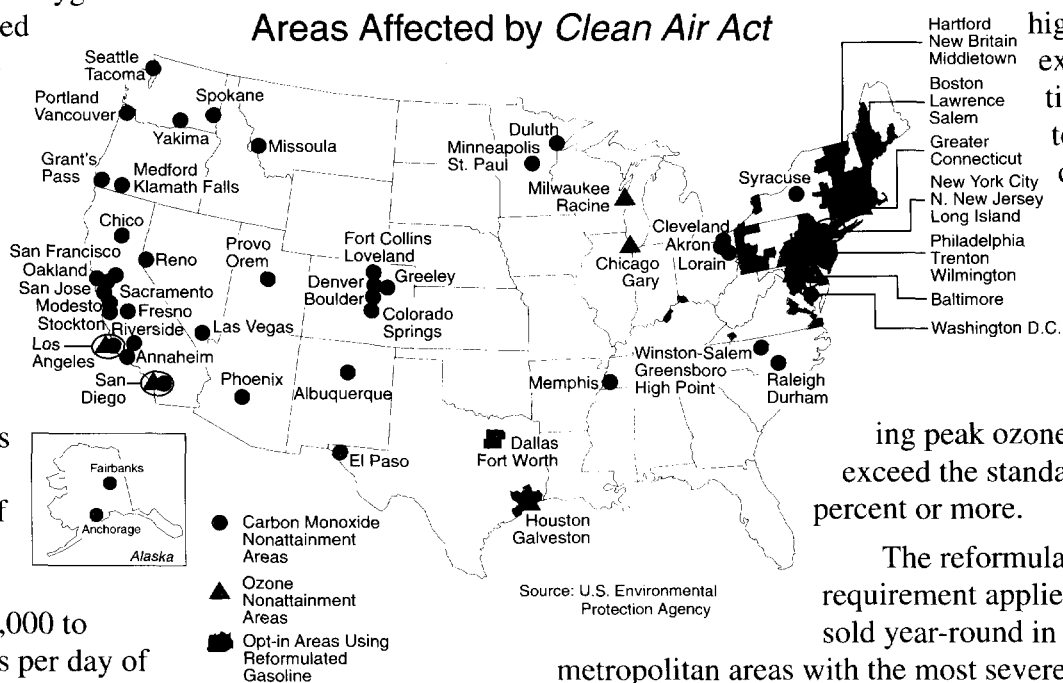 Areas Affected by Clean Air Act
ed
Seattle
Tacoma
Portland
Vancouver
Spokane
Yakima
Missoula
Grant's
Pass
Medford
Klamath Falls
Chico
San Francisco
Oakland
San Jose
Modesto
Stockton
Reno
Sacramento
Fresno
Riverside
Los
Angeles
Annaheim
San
Diego
Las Vegas
Provo
Orem
Phoenix
Albuquerque
Fort Collins
Loveland
Denver
Boulder
Greeley
Colorado
Springs
El Paso
Duluth
Minneapolis
St. Paul
Milwaukee
Racine
Chicago
Gary
Cleveland
Akron
Lorain
Syracuse
Memphis
Winston-Salem
Greensboro
High Point
Raleigh
Durham
Dallas
Fort Worth
Houston
Galveston
Hartford
New Britain
Middletown
Boston
Lawrence
Salem
Greater
Connecticut
New York City
N. New Jersey
Long Island
Philadelphia
Trenton
Wilmington
Baltimore
Washington D.C.
hig
ex
ti
Fairbanks
Anchorage
Alaska
Carbon Monoxide
Nonattainment
Areas
Ozone
Nonattainment
Areas
Opt-in Areas Using
Reformulated
Gasoline
Source: U.S. Environmental
Protection Agency
s
f
,000 to
s per day of
ing peak ozone
exceed the standa
percent or more.
The reformula
requirement applie
sold year-round in
metropolitan areas with the most severe